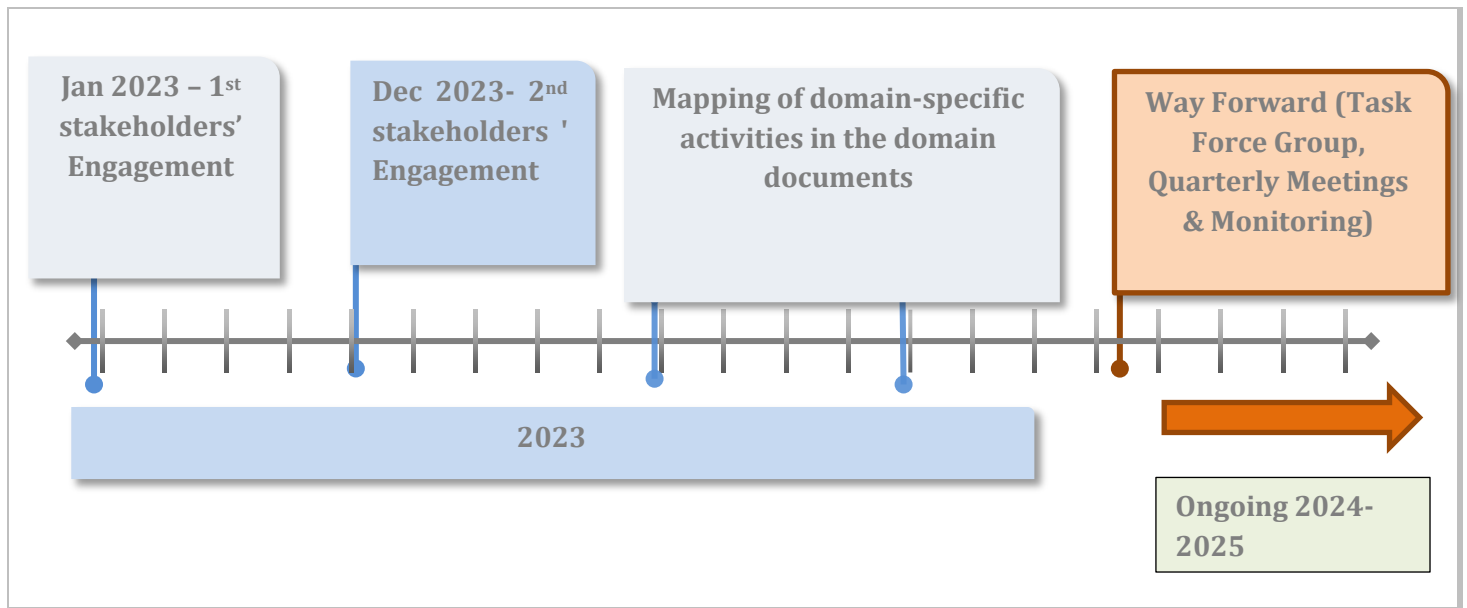 Jan 2023 – 1st
stakeholders’
Engagement
Dec 2023- 2nd
stakeholders '
Engagement
Mapping of domain-specific
activities in the domain
documents
Way Forward (Task
Force Group,
Quarterly Meetings
& Monitoring)
2023
Ongoing 2024-
2025